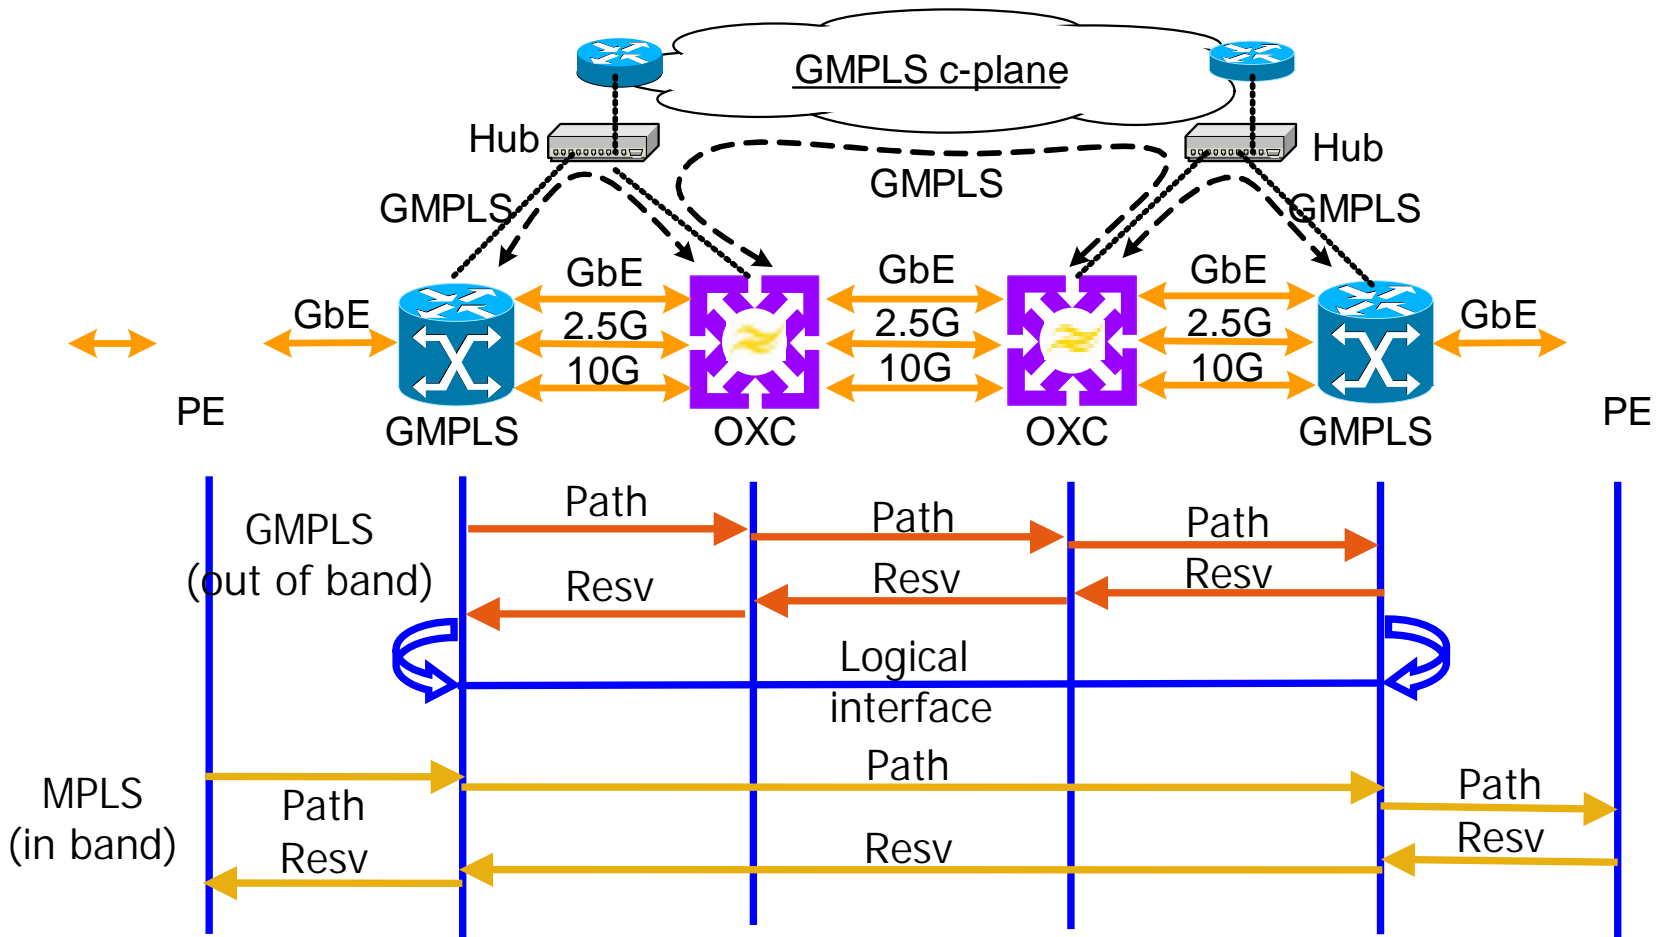 GMPLS c-plane
Hub
Hub
GMPLS
GMPLS
GMPLS
GbE
GbE
GbE
GbE
GbE
2.5G
2.5G
2.5G
10G
10G
10G
PE
GMPLS
OXC
OXC
GMPLS
PE
GMPLS
(out of band)
Path
Path
Path
Resv
Resv
Resv
Logical
interface
MPLS
(in band)
Path
Path
Path
Resv
Resv
Resv